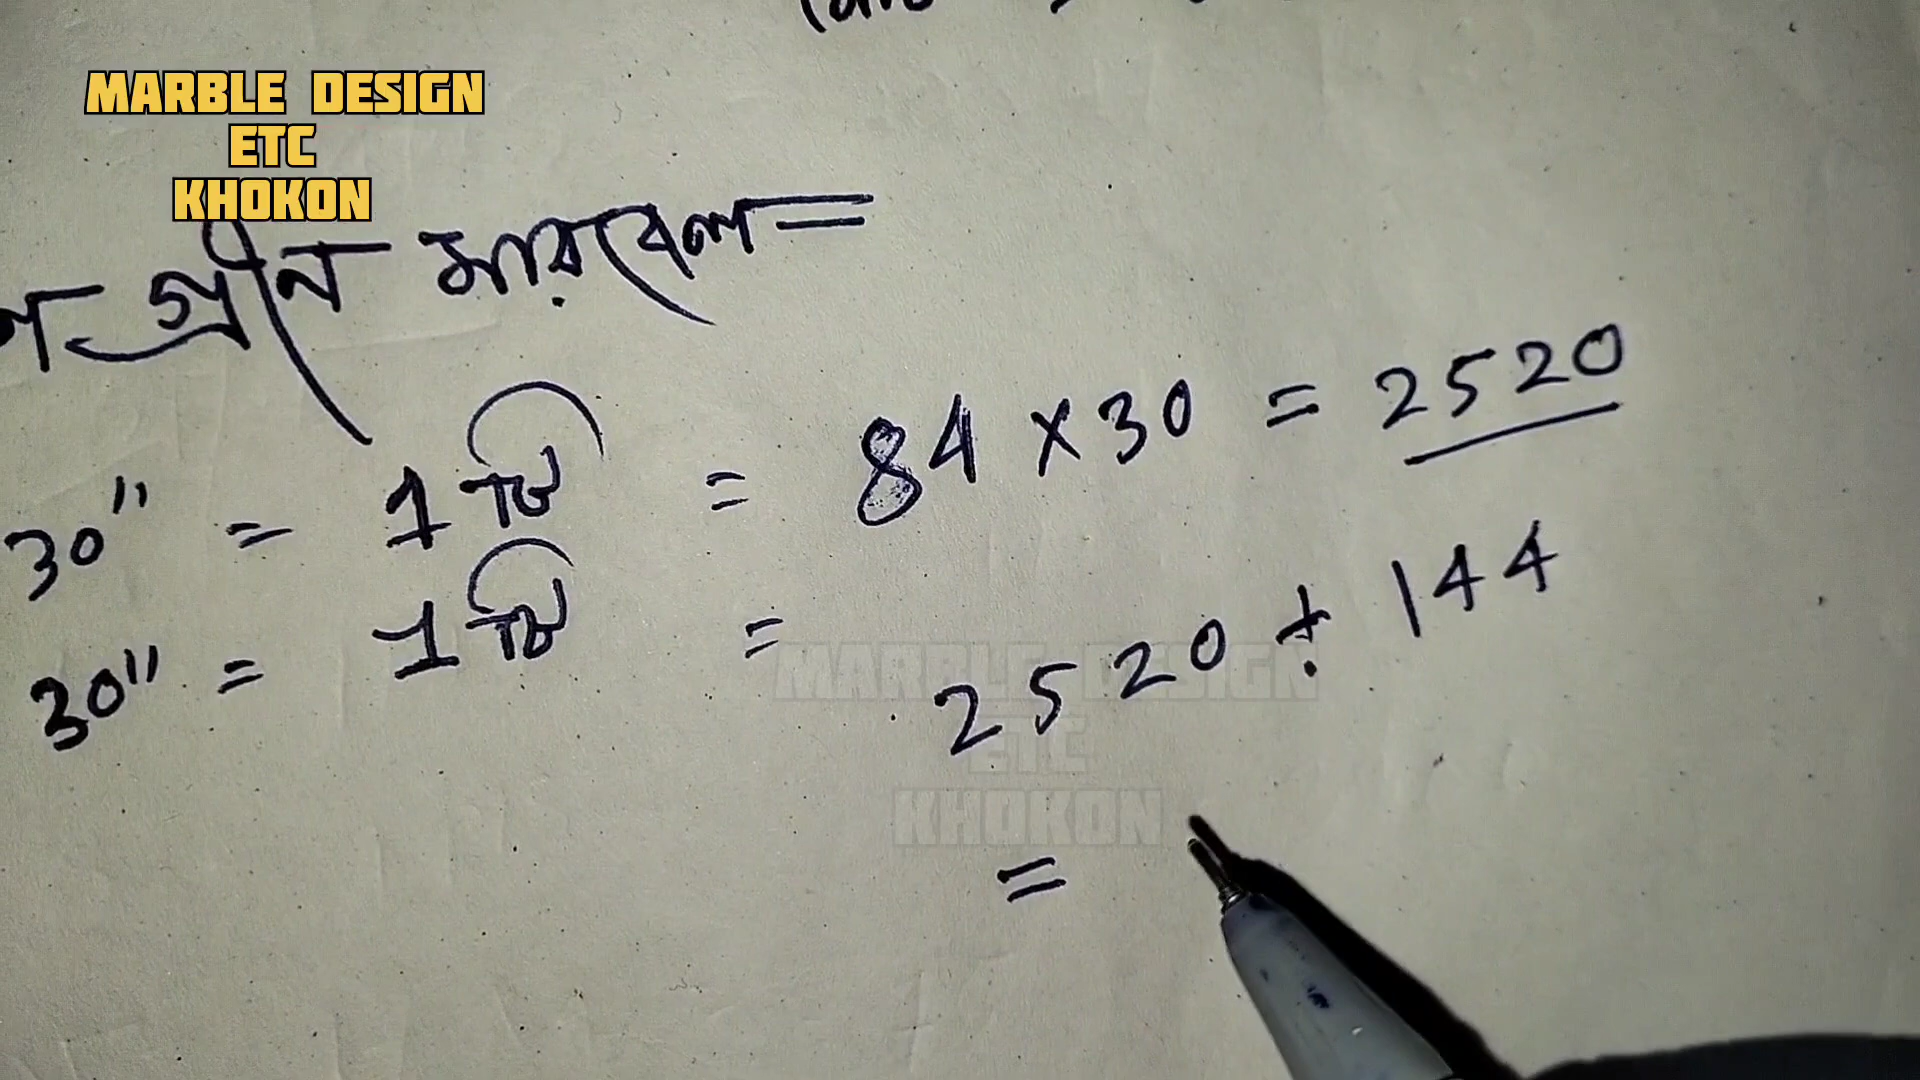 MARBLE DESIGN
ETC
KHOKON
গ্রীন মারবেল =
30" = 1 টি = 84 × 30 = 2520
30" = 1 টি = 2520 ÷ 144
MARBLE DESIGN
ETC
KHOKON
=